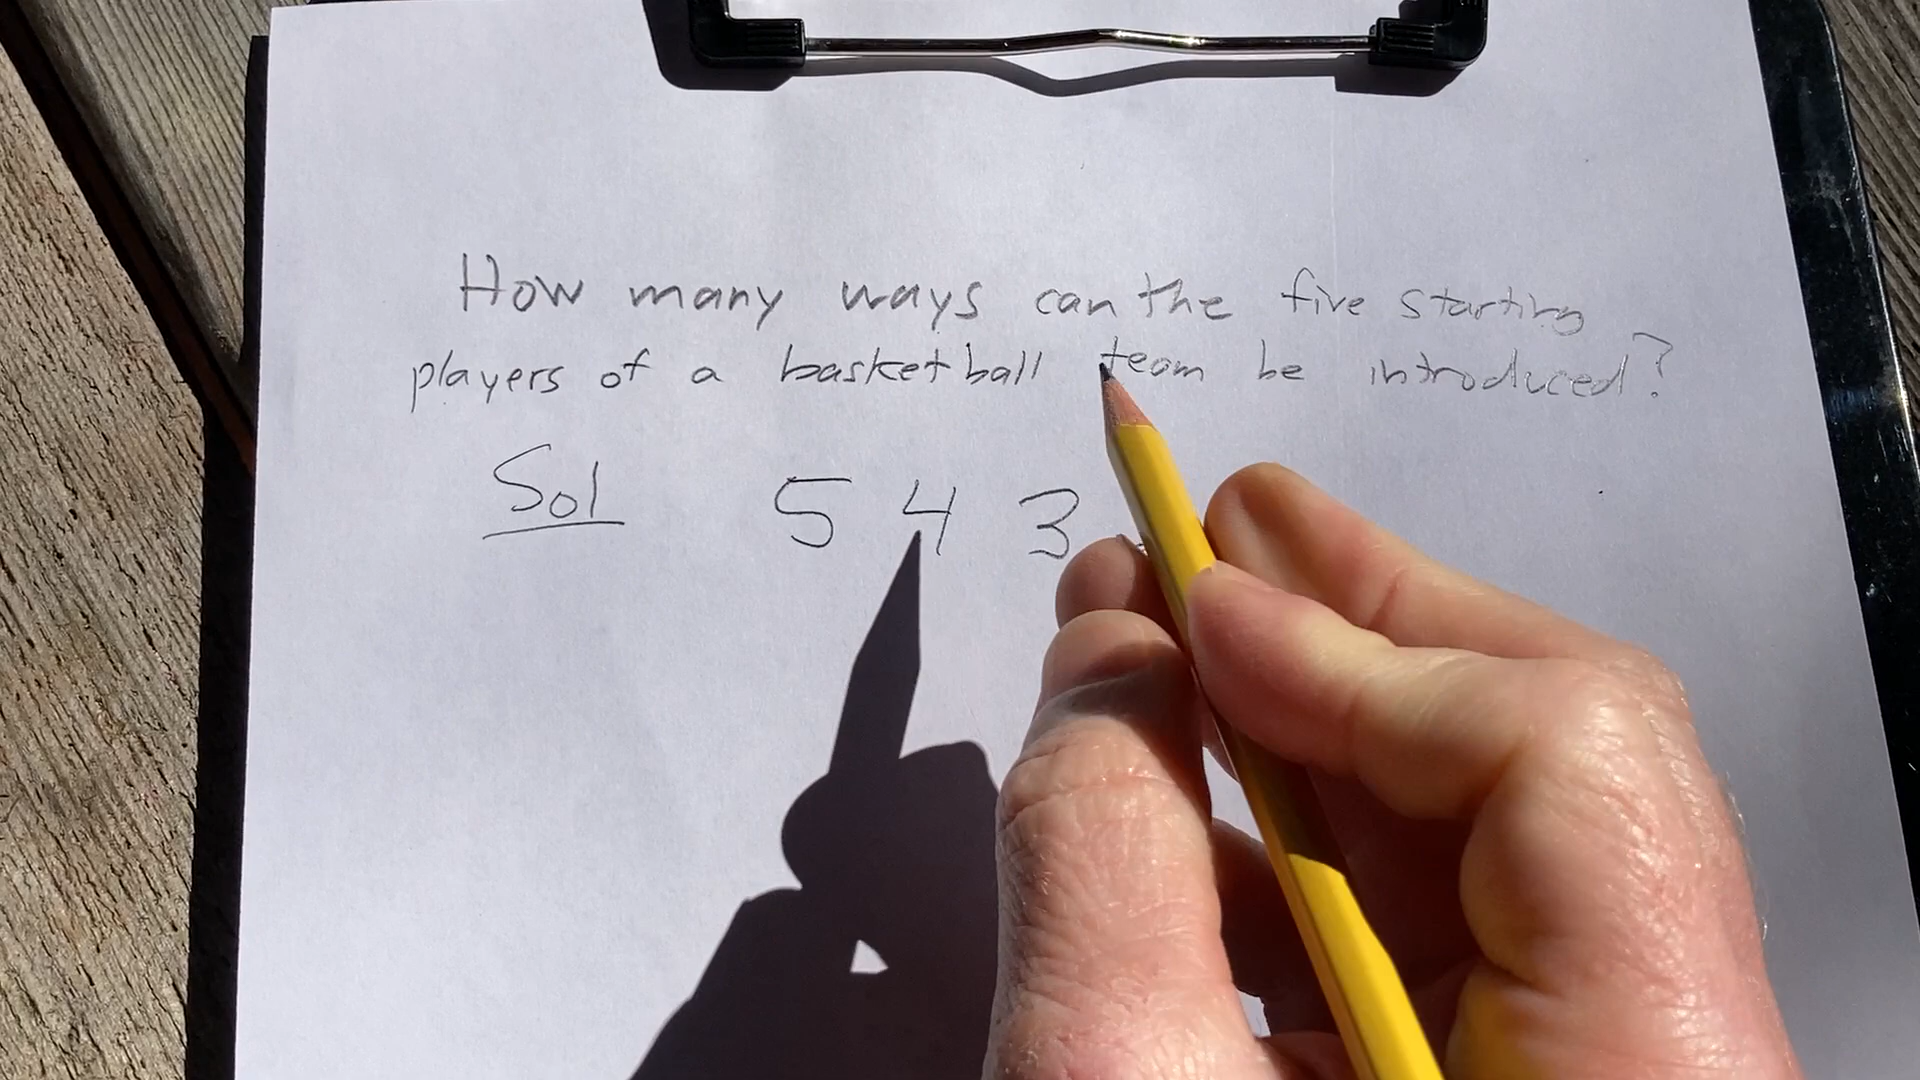 How many ways can the five starting
players of a basketball team be introduced?
Sol 5 4 3